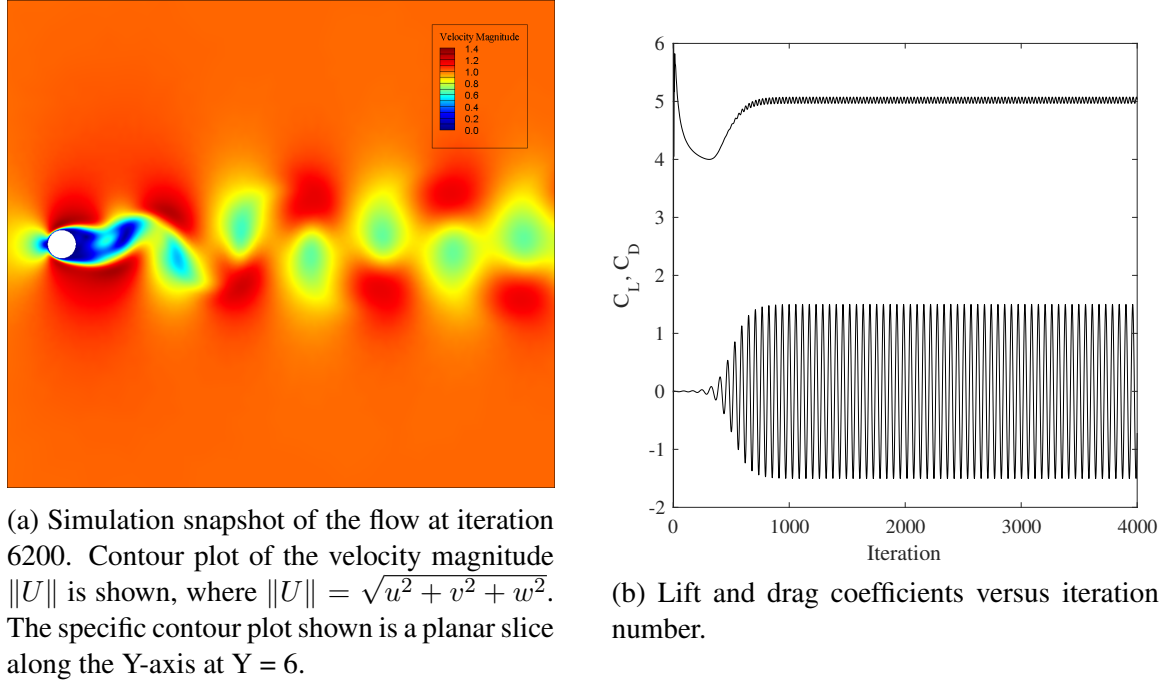 Velocity Magnitude
1.4
1.2
1.0
0.8
0.6
0.4
0.2
0.0
(a) Simulation snapshot of the flow at iteration
6200. Contour plot of the velocity magnitude
‖U‖ is shown, where ‖U‖ = √u² + v² + w².
The specific contour plot shown is a planar slice
along the Y-axis at Y = 6.
6
5
4
3
2
1
0
-1
-2
C_L, C_D
0 1000 2000 3000 4000
Iteration
(b) Lift and drag coefficients versus iteration
number.